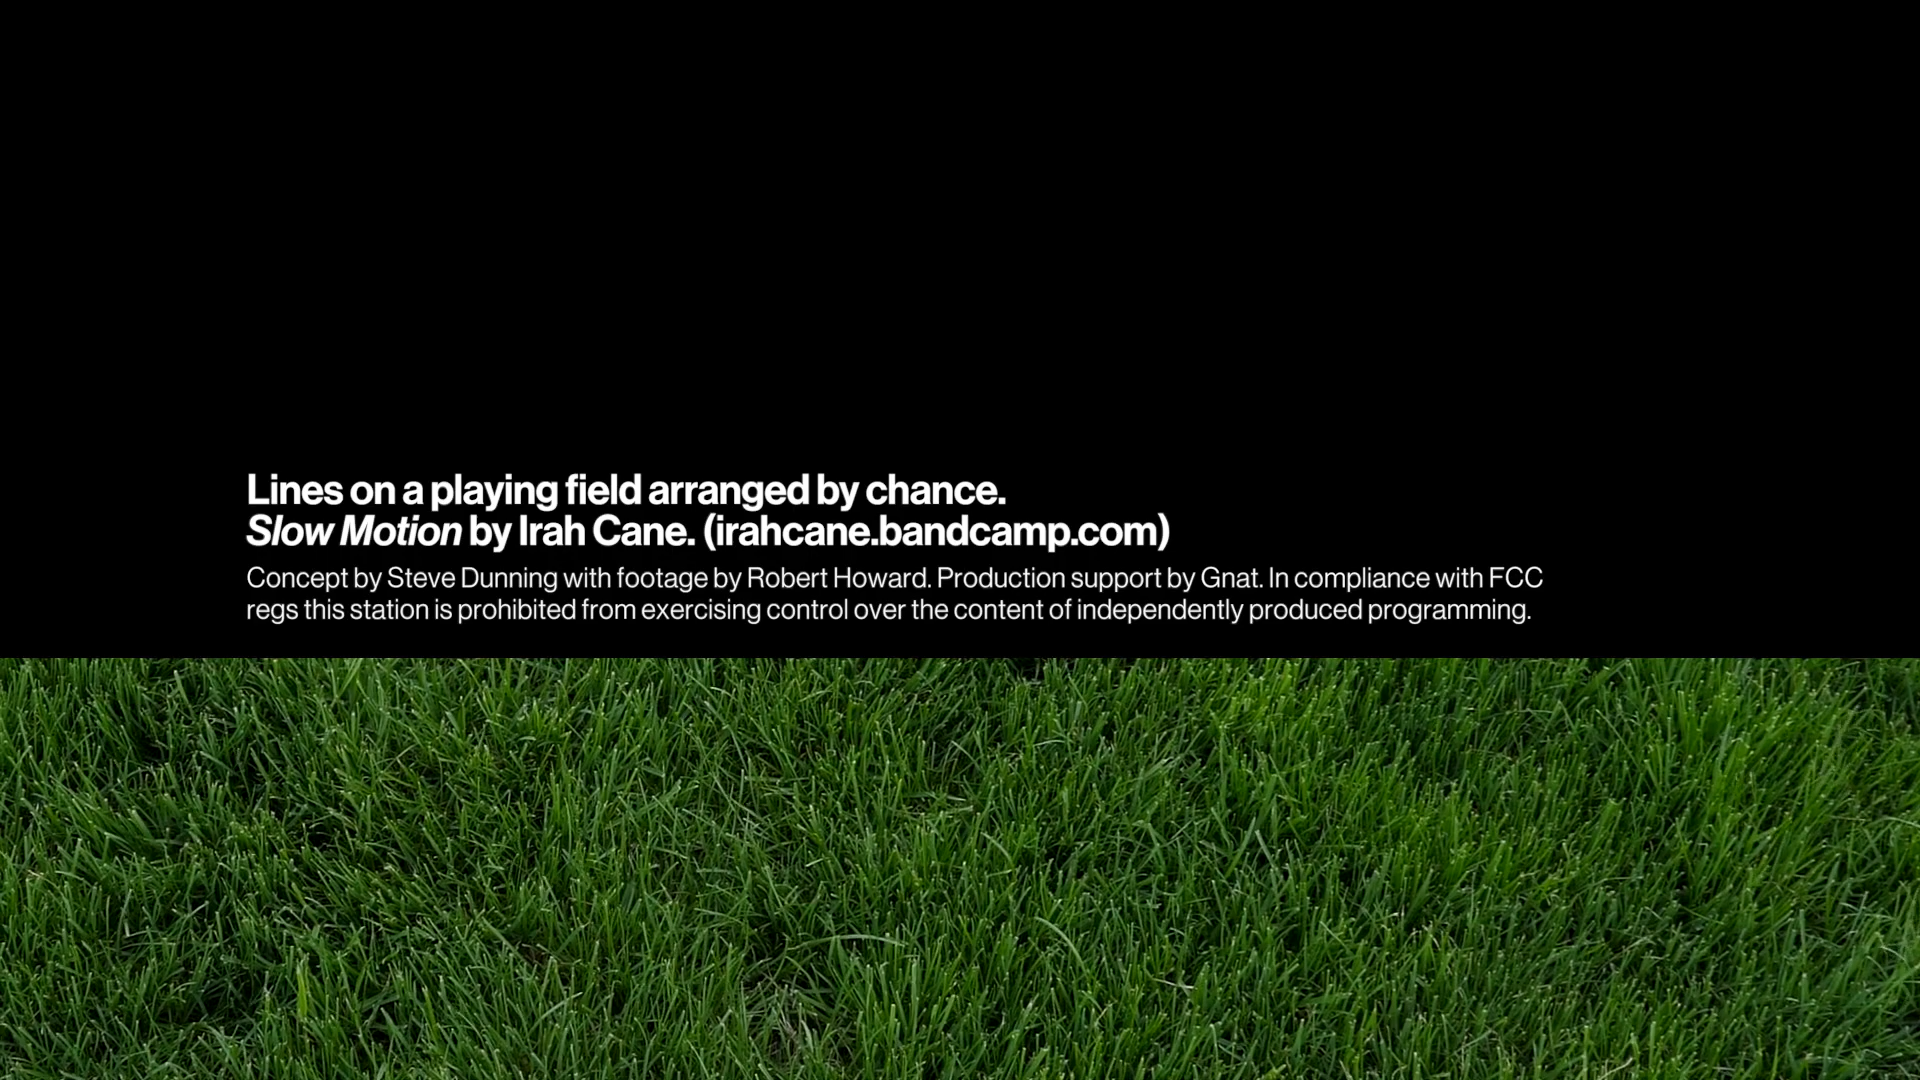 Lines on a playing field arranged by chance.
Slow Motion by Irah Cane. (irahcane.bandcamp.com)
Concept by Steve Dunning with footage by Robert Howard. Production support by Gnat. In compliance with FCC
regs this station is prohibited from exercising control over the content of independently produced programming.